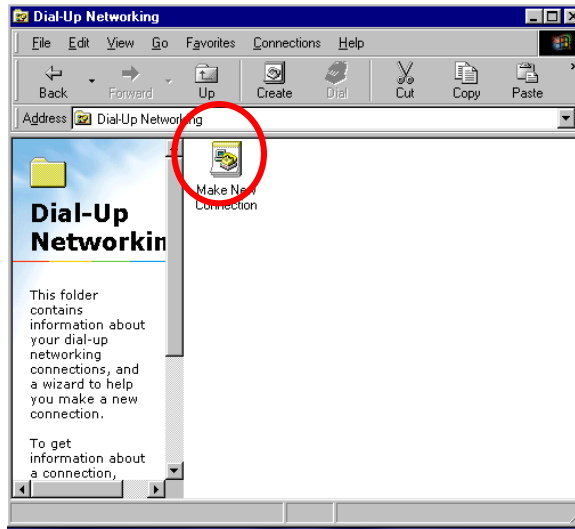 Dial-Up Networking
File Edit View Go Favorites Connections Help
Back Forward Up Create Dial Cut Copy Paste
Address Dial-Up Networking
Make New
Connection
Dial-Up
Networkin
This folder
contains
information about
your dial-up
networking
connections, and
a wizard to help
you make a new
connection.
To get
information about
a connection,